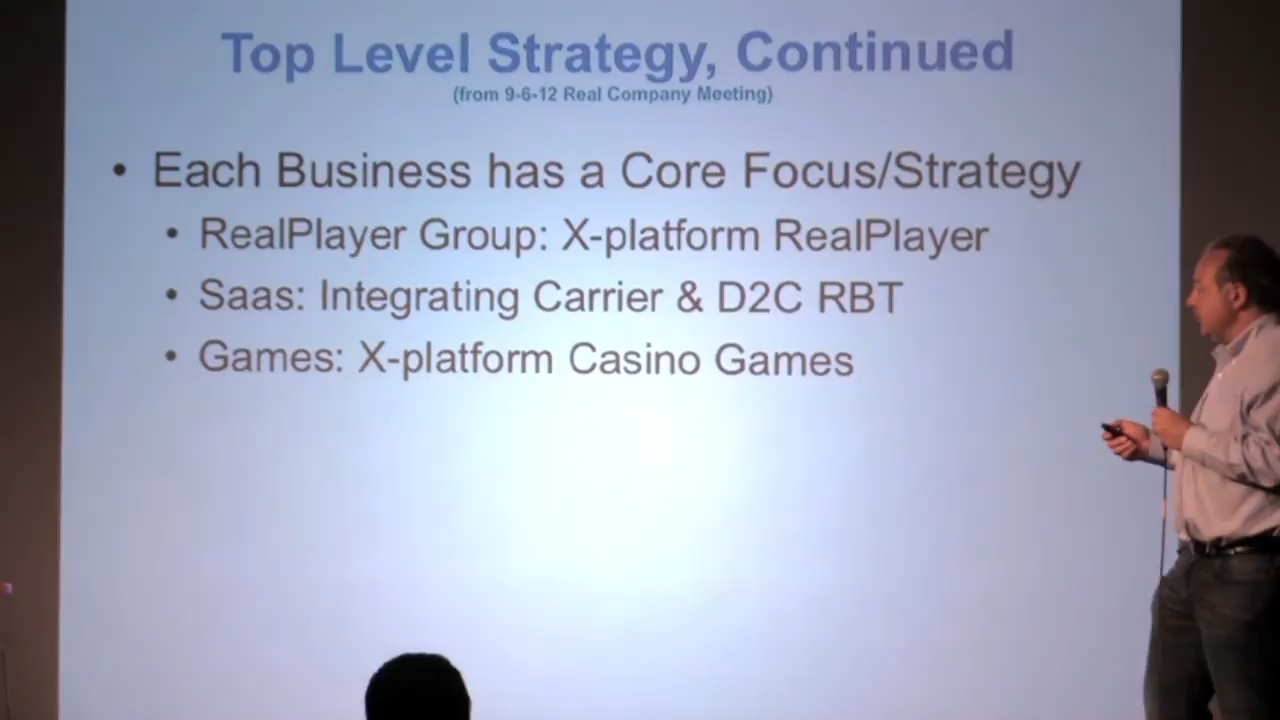 Top Level Strategy, Continued
(from 9-6-12 Real Company Meeting)
• Each Business has a Core Focus/Strategy
• RealPlayer Group: X-platform RealPlayer
• Saas: Integrating Carrier & D2C RBT
• Games: X-platform Casino Games